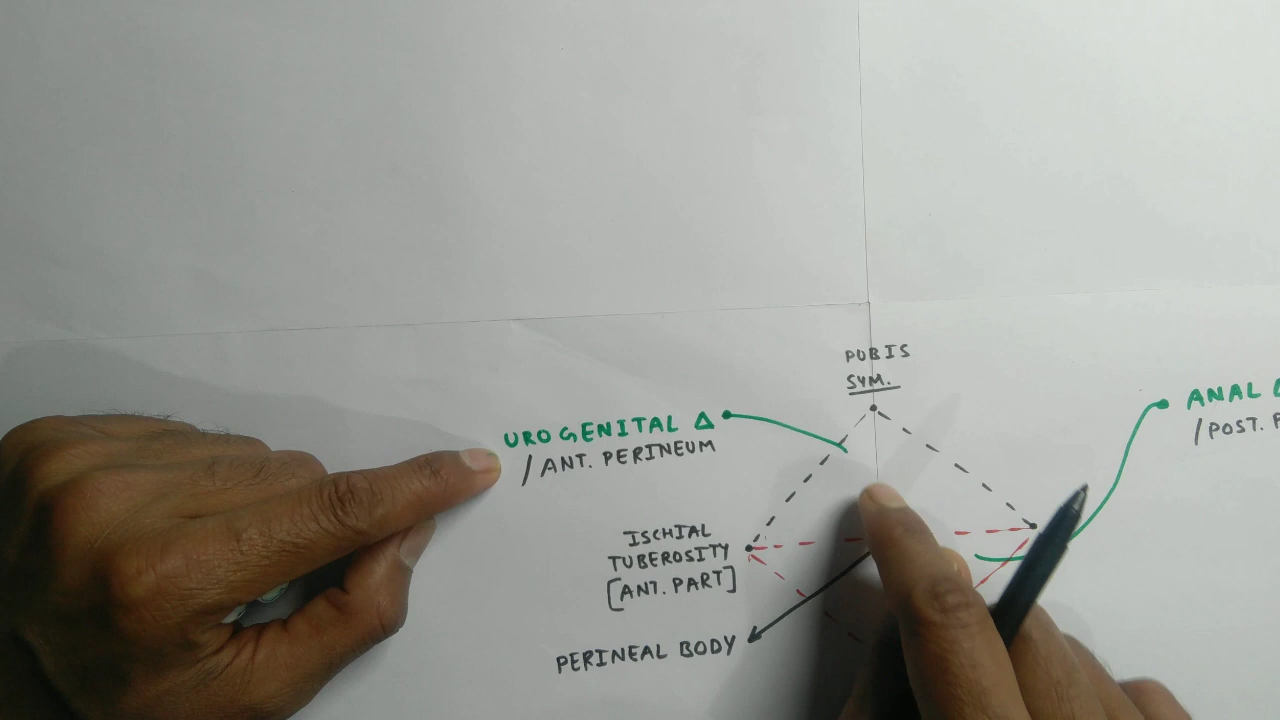 PUBIS
SYM.
UROGENITAL Δ
/ANT. PERINEUM
ANAL
/POST.
ISCHIAL
TUBEROSITY
[ANT. PART]
PERINEAL BODY